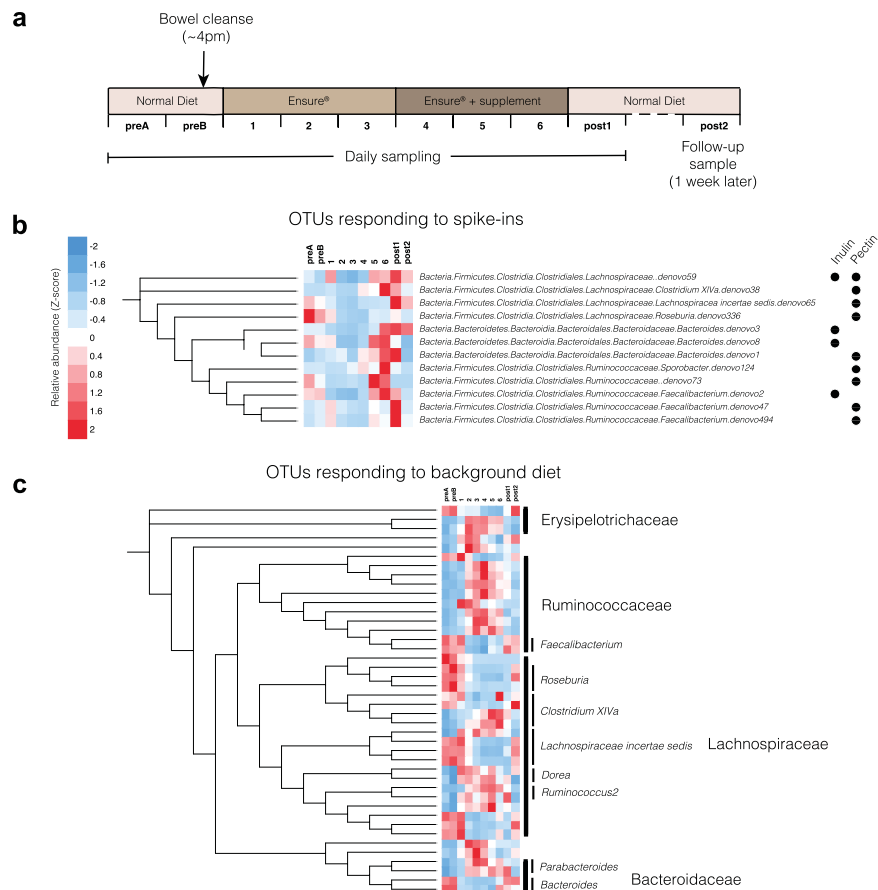 a
Bowel cleanse
(~4pm)
Normal Diet
Ensure®
Ensure® + supplement
Normal Diet
preA preB 1 2 3 4 5 6 post1 post2
Daily sampling
Follow-up
sample
(1 week later)
b
OTUs responding to spike-ins
Relative abundance (Z-score)
-2
-1.6
-1.2
-0.8
-0.4
0
0.4
0.8
1.2
1.6
2
preA preB 1 2 3 4 5 6 post1 post2
Inulin Pectin
Bacteria.Firmicutes.Clostridia.Clostridiales.Lachnospiraceae..denovo59
Bacteria.Firmicutes.Clostridia.Clostridiales.Lachnospiraceae.Clostridium XIVa.denovo38
Bacteria.Firmicutes.Clostridia.Clostridiales.Lachnospiraceae.Lachnospiracea incertae sedis.denovo65
Bacteria.Firmicutes.Clostridia.Clostridiales.Lachnospiraceae.Roseburia.denovo336
Bacteria.Bacteroidetes.Bacteroidia.Bacteroidales.Bacteroidaceae.Bacteroides.denovo3
Bacteria.Bacteroidetes.Bacteroidia.Bacteroidales.Bacteroidaceae.Bacteroides.denovo8
Bacteria.Bacteroidetes.Bacteroidia.Bacteroidales.Bacteroidaceae.Bacteroides.denovo1
Bacteria.Firmicutes.Clostridia.Clostridiales.Ruminococcaceae.Sporobacter.denovo124
Bacteria.Firmicutes.Clostridia.Clostridiales.Ruminococcaceae..denovo73
Bacteria.Firmicutes.Clostridia.Clostridiales.Ruminococcaceae.Faecalibacterium.denovo2
Bacteria.Firmicutes.Clostridia.Clostridiales.Ruminococcaceae.Faecalibacterium.denovo47
Bacteria.Firmicutes.Clostridia.Clostridiales.Ruminococcaceae.Faecalibacterium.denovo494
c
OTUs responding to background diet
preA preB 1 2 3 4 5 6 post1 post2
Erysipelotrichaceae
Ruminococcaceae
Faecalibacterium
Roseburia
Clostridium XIVa
Lachnospiraceae incertae sedis
Lachnospiraceae
Dorea
Ruminococcus2
Parabacteroides
Bacteroidaceae
Bacteroides